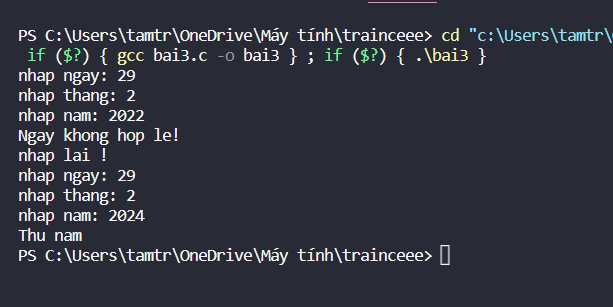 PS C:\Users\tamtr\OneDrive\Máy tính\trainceee> cd "c:\Users\tamtr\
if ($?) { gcc bai3.c -o bai3 } ; if ($?) { .\bai3 }
nhap ngay: 29
nhap thang: 2
nhap nam: 2022
Ngay khong hop le!
nhap lai !
nhap ngay: 29
nhap thang: 2
nhap nam: 2024
Thu nam
PS C:\Users\tamtr\OneDrive\Máy tính\trainceee>